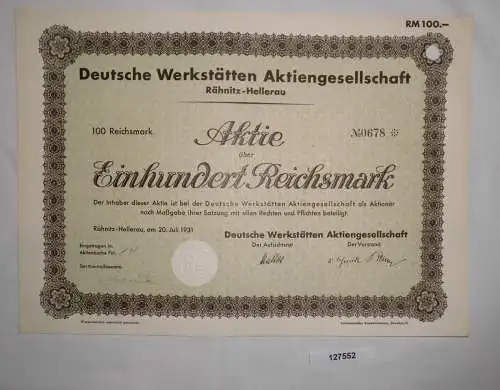 RM 100.—
Deutsche Werkstätten Aktiengesellschaft
Rähnitz-Hellerau
100 Reichsmark
Aktie
№0678 ❊
über
Einhundert Reichsmark
Der Inhaber dieser Aktie ist bei der Deutsche Werkstätten Aktiengesellschaft als Aktionär
nach Maßgabe ihrer Satzung mit allen Rechten und Pflichten beteiligt.
Rähnitz-Hellerau, am 20. Juli 1931
Deutsche Werkstätten Aktiengesellschaft
Der Aufsichtsrat
Der Vorstand
Eingetragen im
Aktienbuche Fol.
Der Kontrollbeamte:
127552